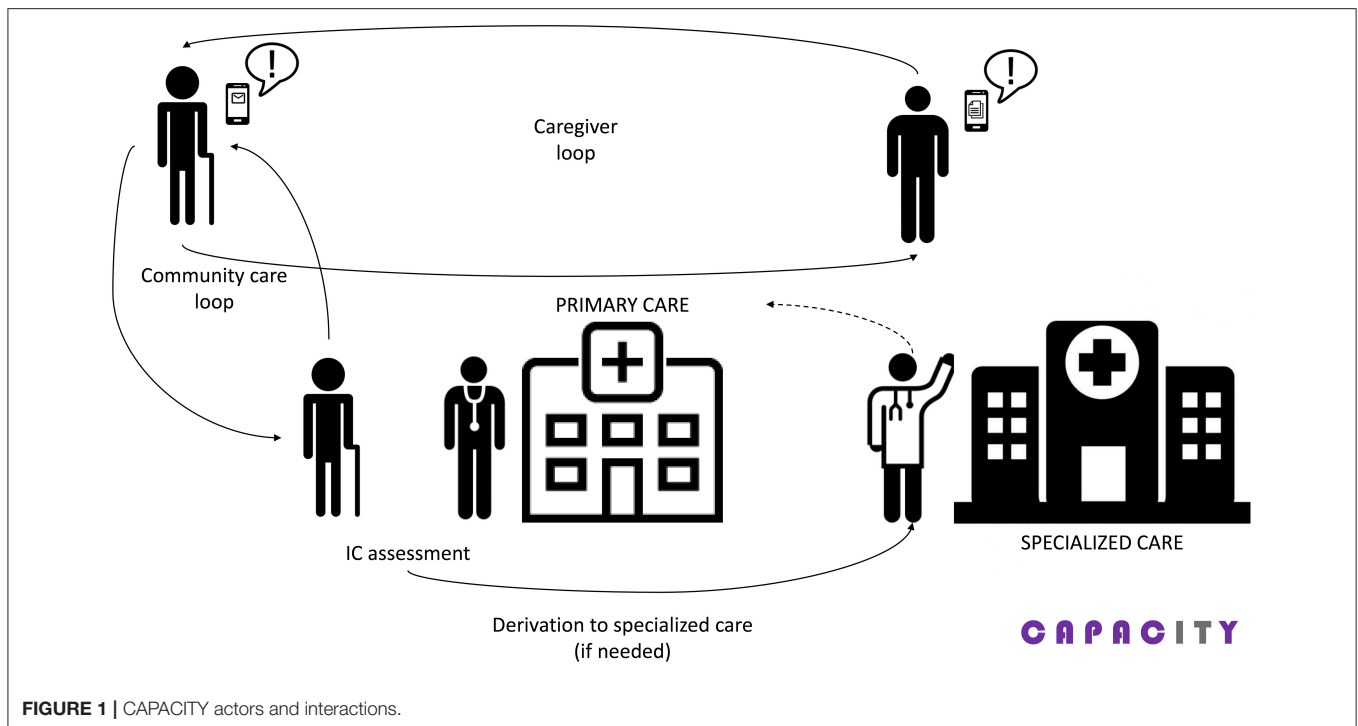 !
!
Caregiver
loop
Community care
loop
PRIMARY CARE
IC assessment
SPECIALIZED CARE
Derivation to specialized care
(if needed)
CAPACITY
FIGURE 1 | CAPACITY actors and interactions.